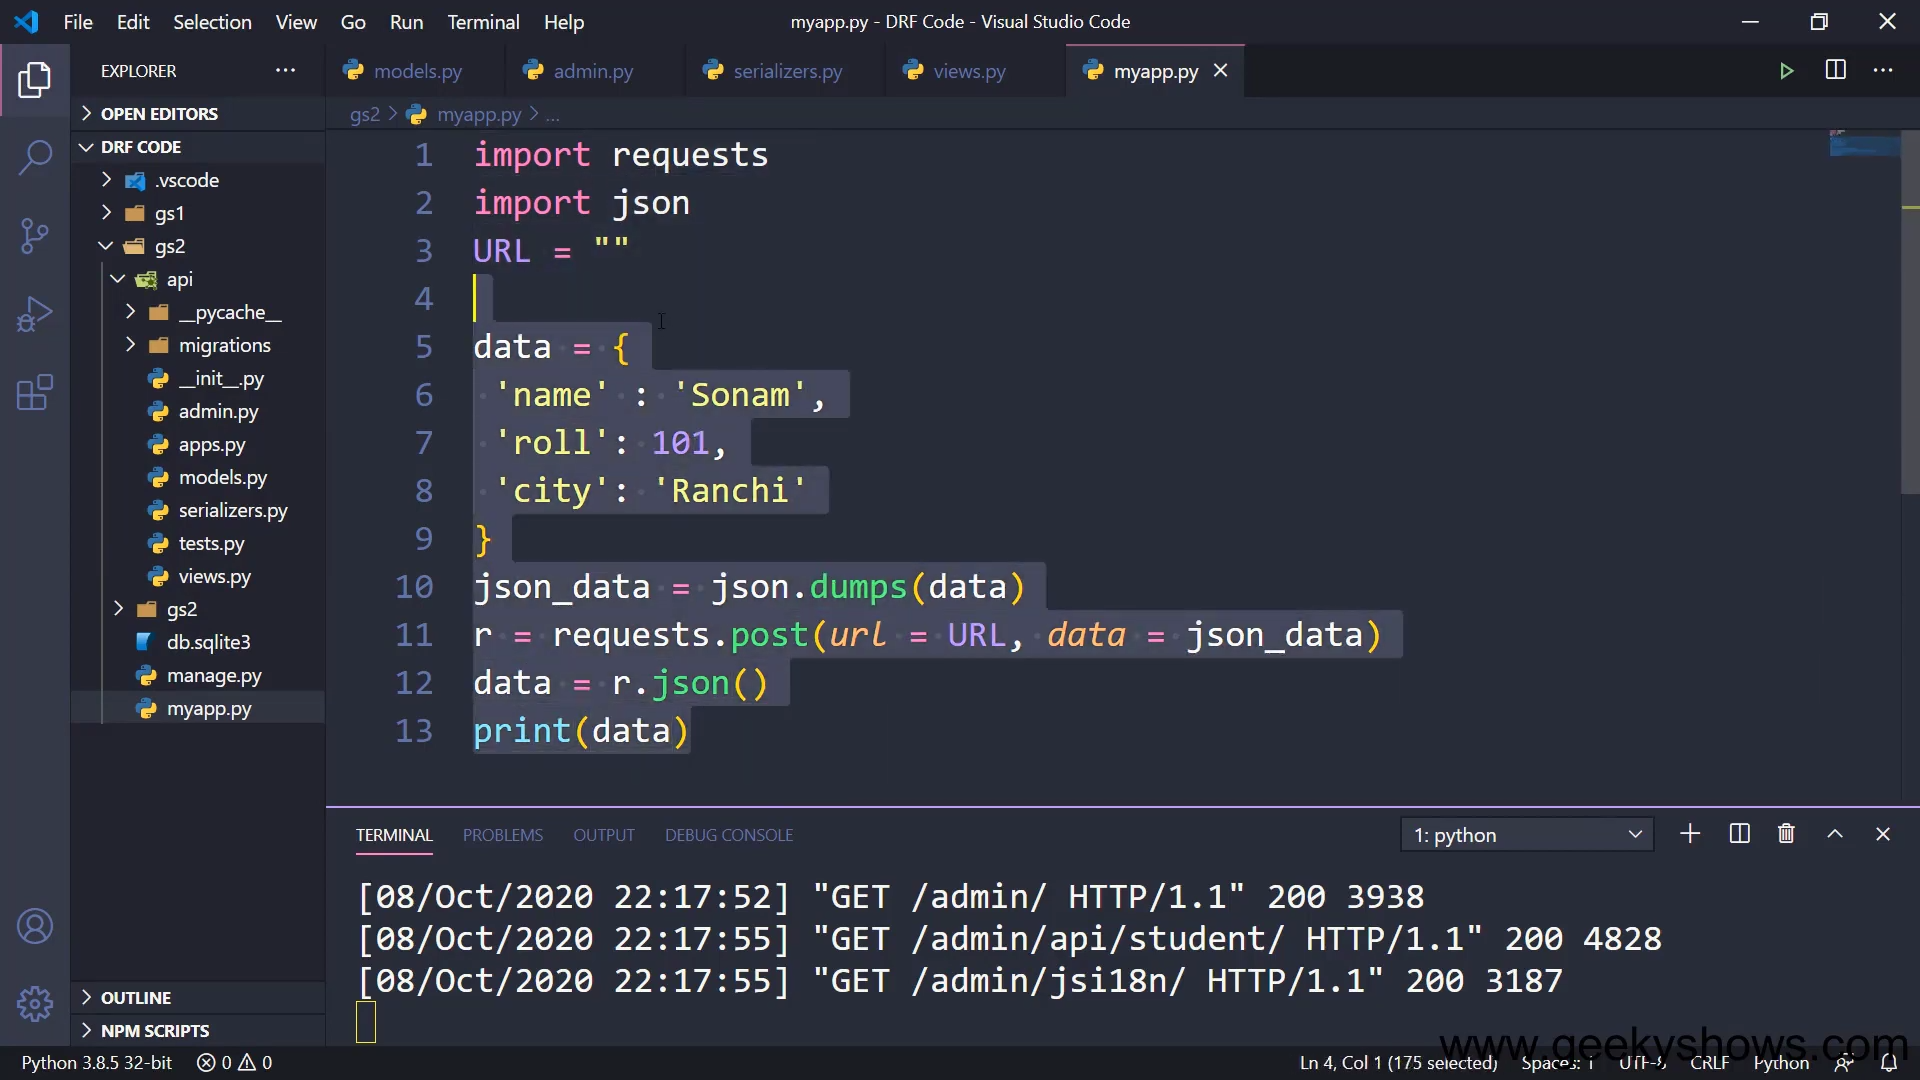 File Edit Selection View Go Run Terminal Help
myapp.py - DRF Code - Visual Studio Code
EXPLORER
models.py admin.py serializers.py views.py myapp.py
OPEN EDITORS
gs2 > myapp.py > ...
DRF CODE
.vscode
gs1
gs2
api
__pycache__
migrations
__init__.py
admin.py
apps.py
models.py
serializers.py
tests.py
views.py
gs2
db.sqlite3
manage.py
myapp.py
OUTLINE
NPM SCRIPTS
1 import requests
2 import json
3 URL = ""
4
5 data = {
6 'name' : 'Sonam',
7 'roll': 101,
8 'city': 'Ranchi'
9 }
10 json_data = json.dumps(data)
11 r = requests.post(url = URL, data = json_data)
12 data = r.json()
13 print(data)
TERMINAL PROBLEMS OUTPUT DEBUG CONSOLE
1: python
[08/Oct/2020 22:17:52] "GET /admin/ HTTP/1.1" 200 3938
[08/Oct/2020 22:17:55] "GET /admin/api/student/ HTTP/1.1" 200 4828
[08/Oct/2020 22:17:55] "GET /admin/jsi18n/ HTTP/1.1" 200 3187
www.geekyshows.com
Python 3.8.5 32-bit 0 0
Ln 4, Col 1 (175 selected) Spaces: 1 UTF-8 CRLF Python